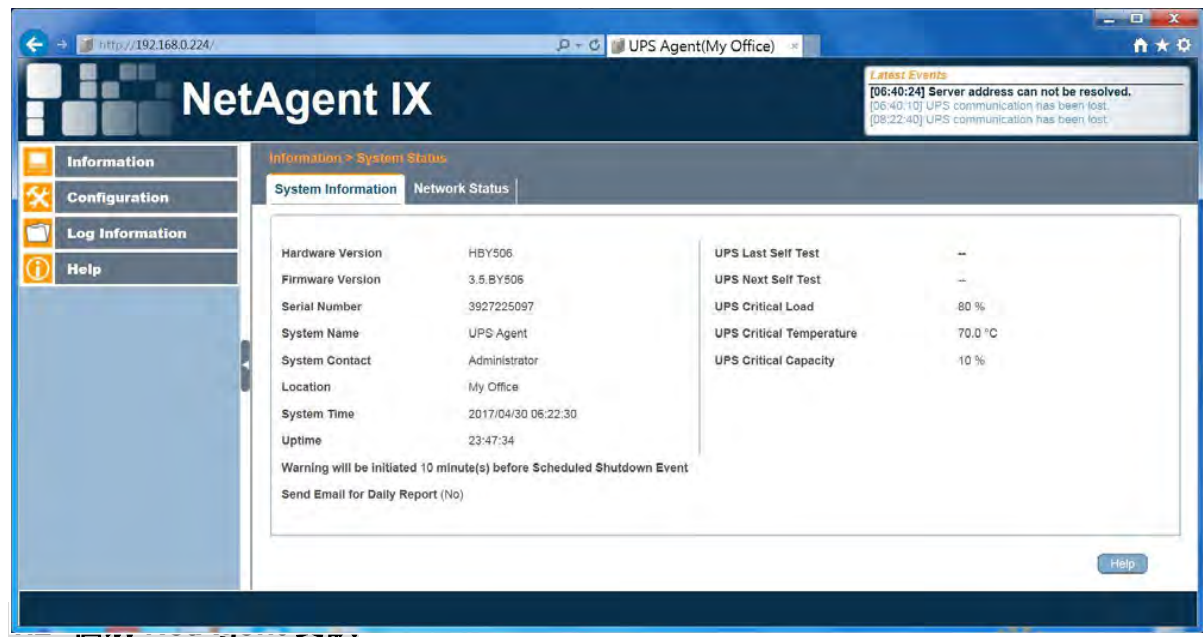 http://192.168.0.224/
UPS Agent(My Office)
NetAgent IX
Latest Events
[06:40:24] Server address can not be resolved.
[06:40:10] UPS communication has been lost.
[08:22:40] UPS communication has been lost.
Information
Configuration
Log Information
Help
Information > System Status
System Information
Network Status
Hardware Version HBY506
Firmware Version 3.5.BY506
Serial Number 3927225097
System Name UPS Agent
System Contact Administrator
Location My Office
System Time 2017/04/30 06:22:30
Uptime 23:47:34
Warning will be initiated 10 minute(s) before Scheduled Shutdown Event
Send Email for Daily Report (No)
UPS Last Self Test --
UPS Next Self Test --
UPS Critical Load 80 %
UPS Critical Temperature 70.0 °C
UPS Critical Capacity 10 %
Help